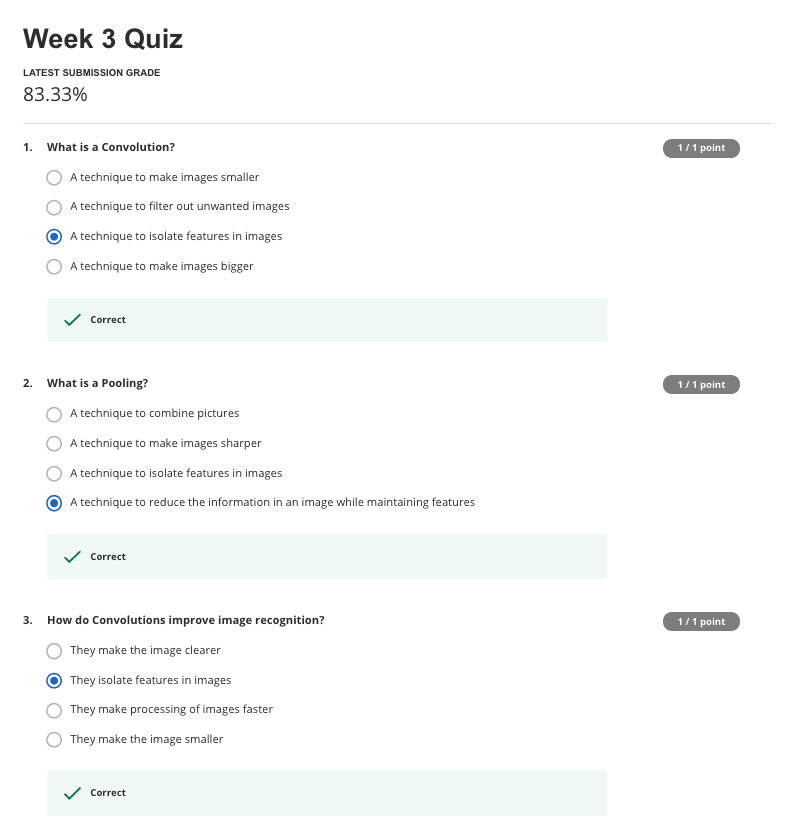 Week 3 Quiz
LATEST SUBMISSION GRADE
83.33%
1. What is a Convolution? 1 / 1 point
A technique to make images smaller
A technique to filter out unwanted images
A technique to isolate features in images
A technique to make images bigger
Correct
2. What is a Pooling? 1 / 1 point
A technique to combine pictures
A technique to make images sharper
A technique to isolate features in images
A technique to reduce the information in an image while maintaining features
Correct
3. How do Convolutions improve image recognition? 1 / 1 point
They make the image clearer
They isolate features in images
They make processing of images faster
They make the image smaller
Correct